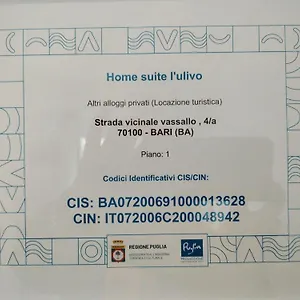 Home suite l'ulivo
Altri alloggi privati (Locazione turistica)
Strada vicinale vassallo , 4/a
70100 - BARI (BA)
Piano: 1
Codici Identificativi CIS/CIN:
CIS: BA07200691000013628
CIN: IT072006C200048942
REGIONE PUGLIA